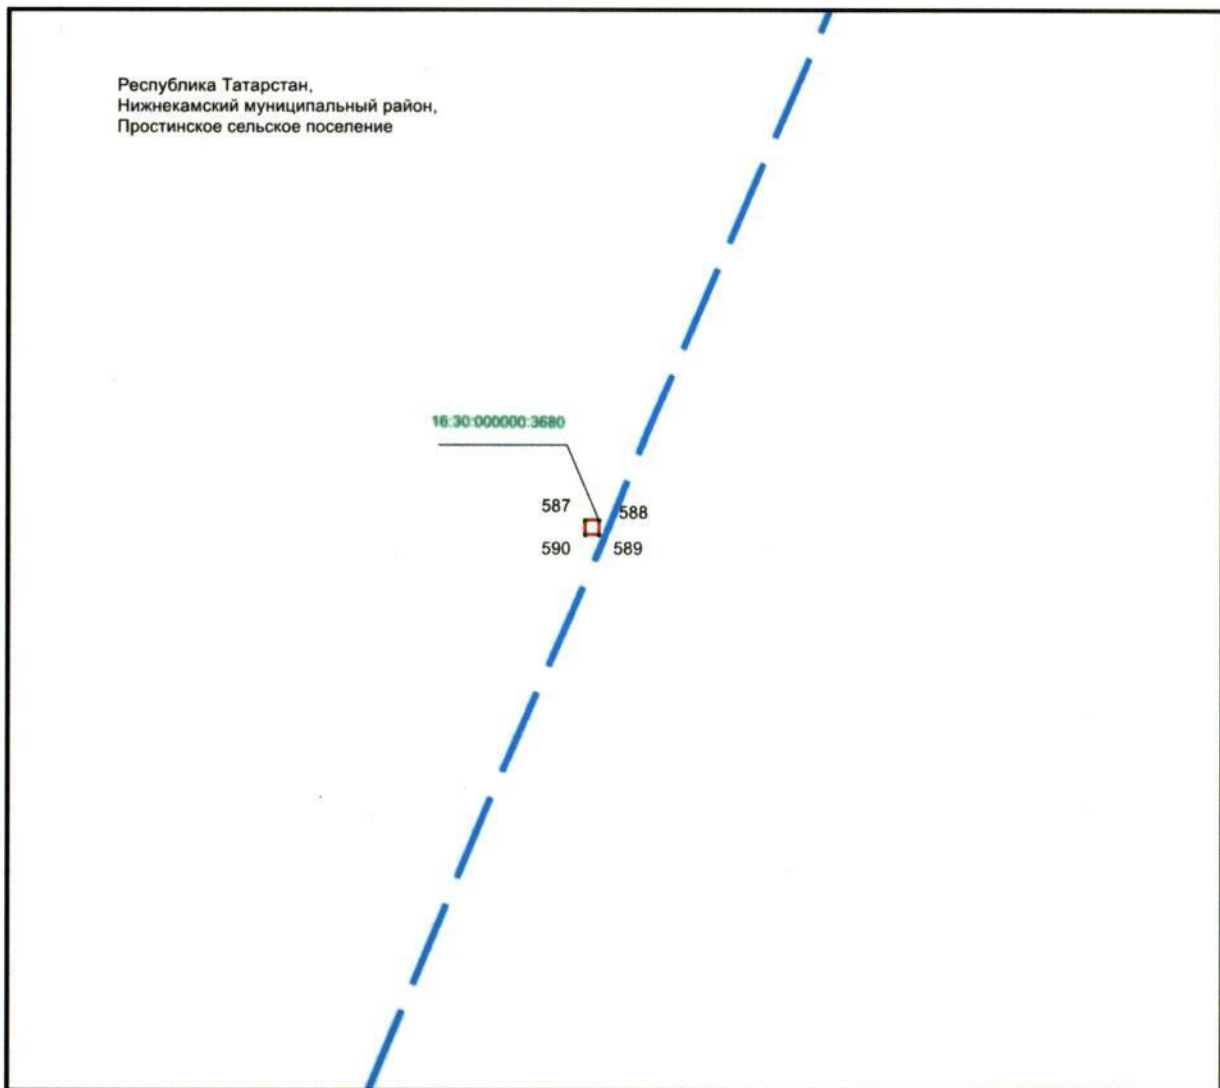 Республика Татарстан,
Нижнекамский муниципальный район,
Простинское сельское поселение
16:30:000000:3680
587
588
590
589